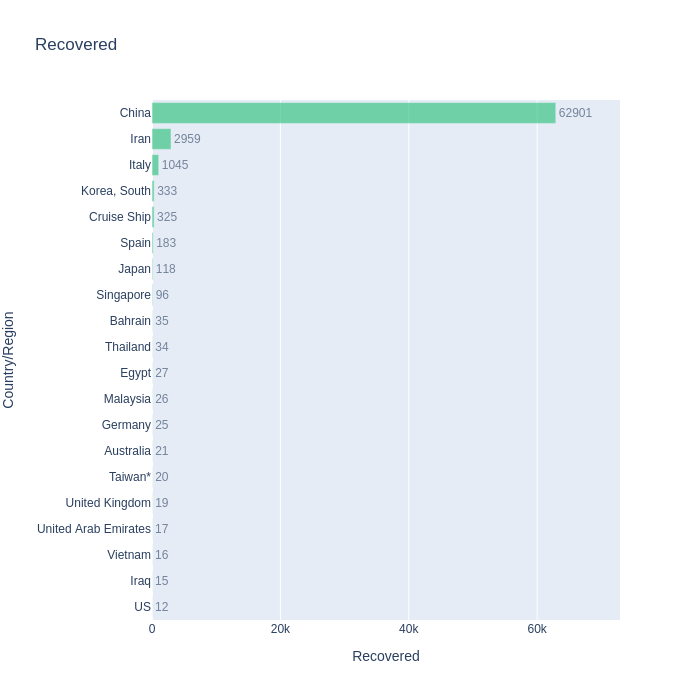 Recovered
China 62901
Iran 2959
Italy 1045
Korea, South 333
Cruise Ship 325
Spain 183
Japan 118
Singapore 96
Bahrain 35
Thailand 34
Egypt 27
Malaysia 26
Germany 25
Australia 21
Taiwan* 20
United Kingdom 19
United Arab Emirates 17
Vietnam 16
Iraq 15
US 12
0 20k 40k 60k
Recovered
Country/Region